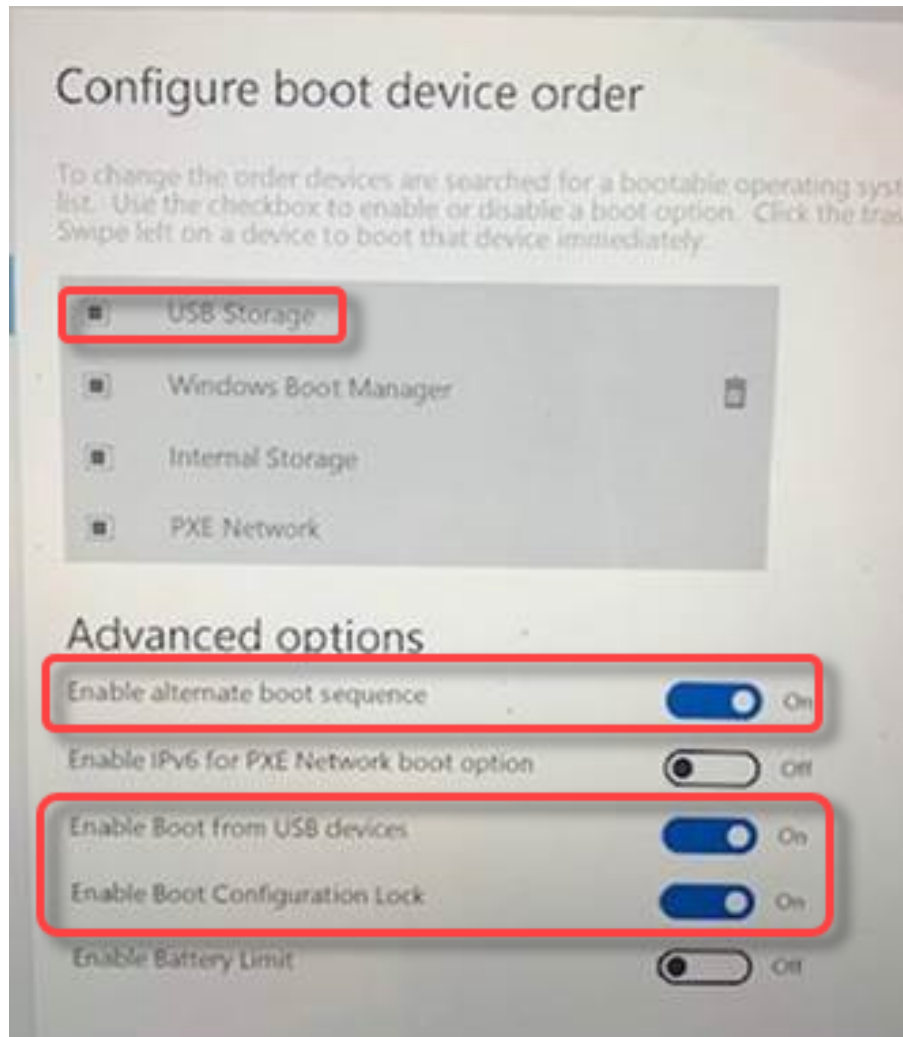 Configure boot device order
To change the order devices are searched for a bootable operating syst
list. Use the checkbox to enable or disable a boot option. Click the tras
Swipe left on a device to boot that device immediately.
USB Storage
Windows Boot Manager
Internal Storage
PXE Network
Advanced options
Enable alternate boot sequence On
Enable IPv6 for PXE Network boot option Off
Enable Boot from USB devices On
Enable Boot Configuration Lock On
Enable Battery Limit Off